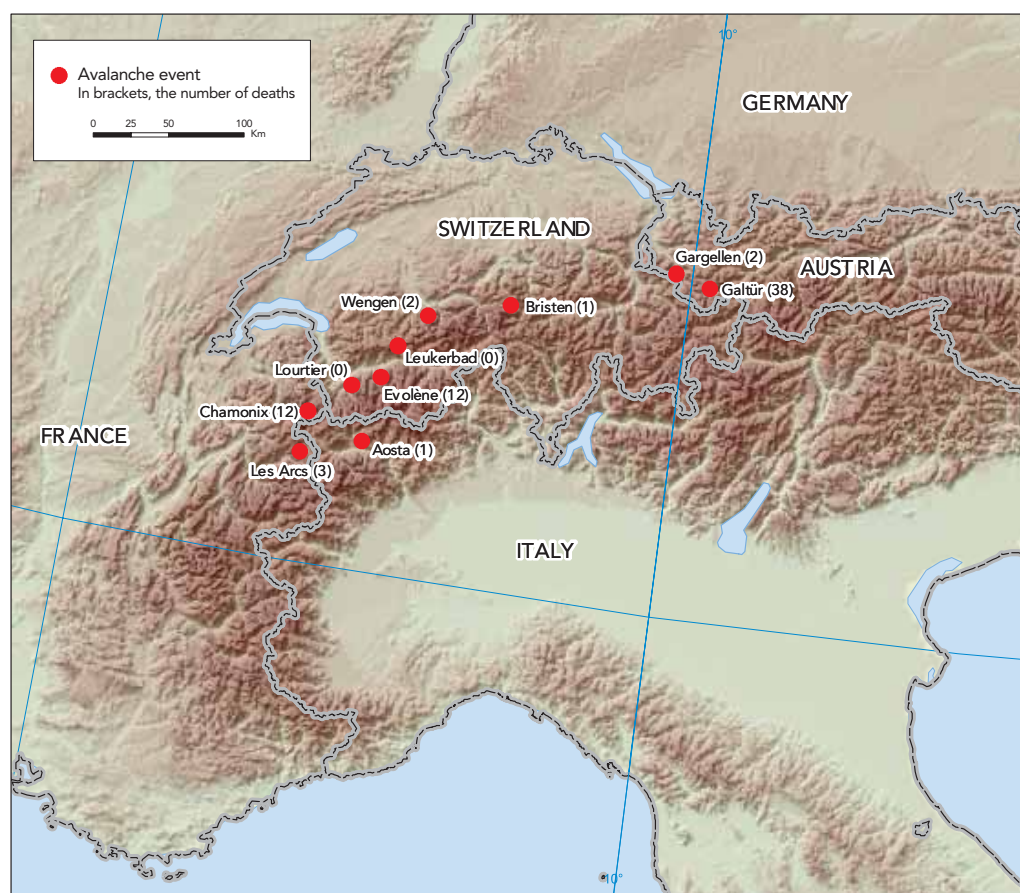 Avalanche event
In brackets, the number of deaths
0 25 50 100
Km
10°
GERMANY
SWITZERLAND
Gargellen (2)
AUSTRIA
Galtür (38)
Wengen (2)
Bristen (1)
Leukerbad (0)
Lourtier (0)
Evolène (12)
Chamonix (12)
FRANCE
Aosta (1)
Les Arcs (3)
ITALY
10°